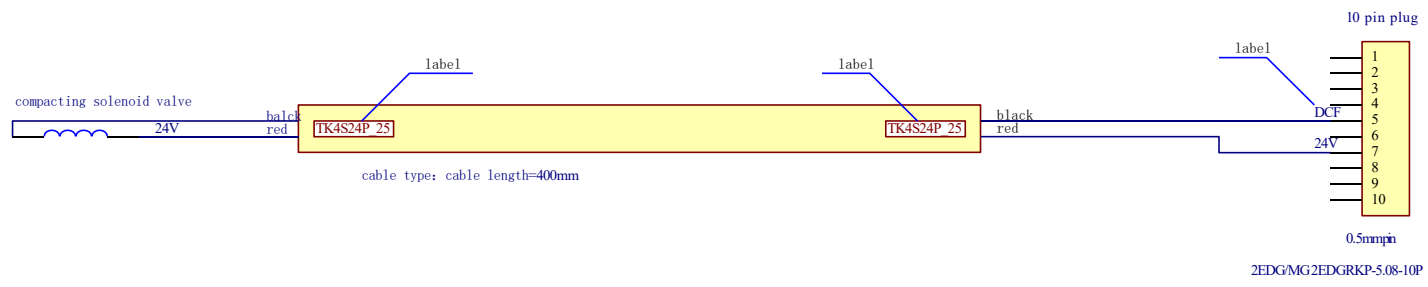 10 pin plug
label
label
label
1
2
3
4
5
6
7
8
9
10
compacting solenoid valve
balck
red
24V
TK4S24P_25
TK4S24P_25
black
red
DCF
24V
cable type: cable length=400mm
0.5mmpin
2EDG/MG2EDGRKP-5.08-10P